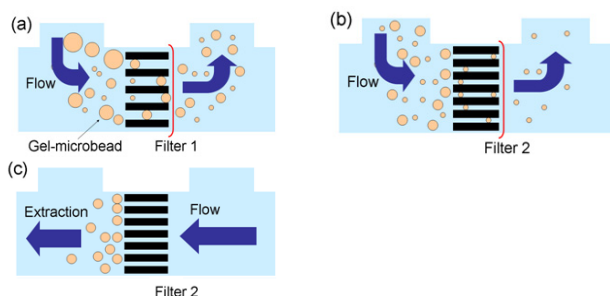 (a)
Flow
Gel-microbead
Filter 1
(b)
Flow
Filter 2
(c)
Extraction
Flow
Filter 2